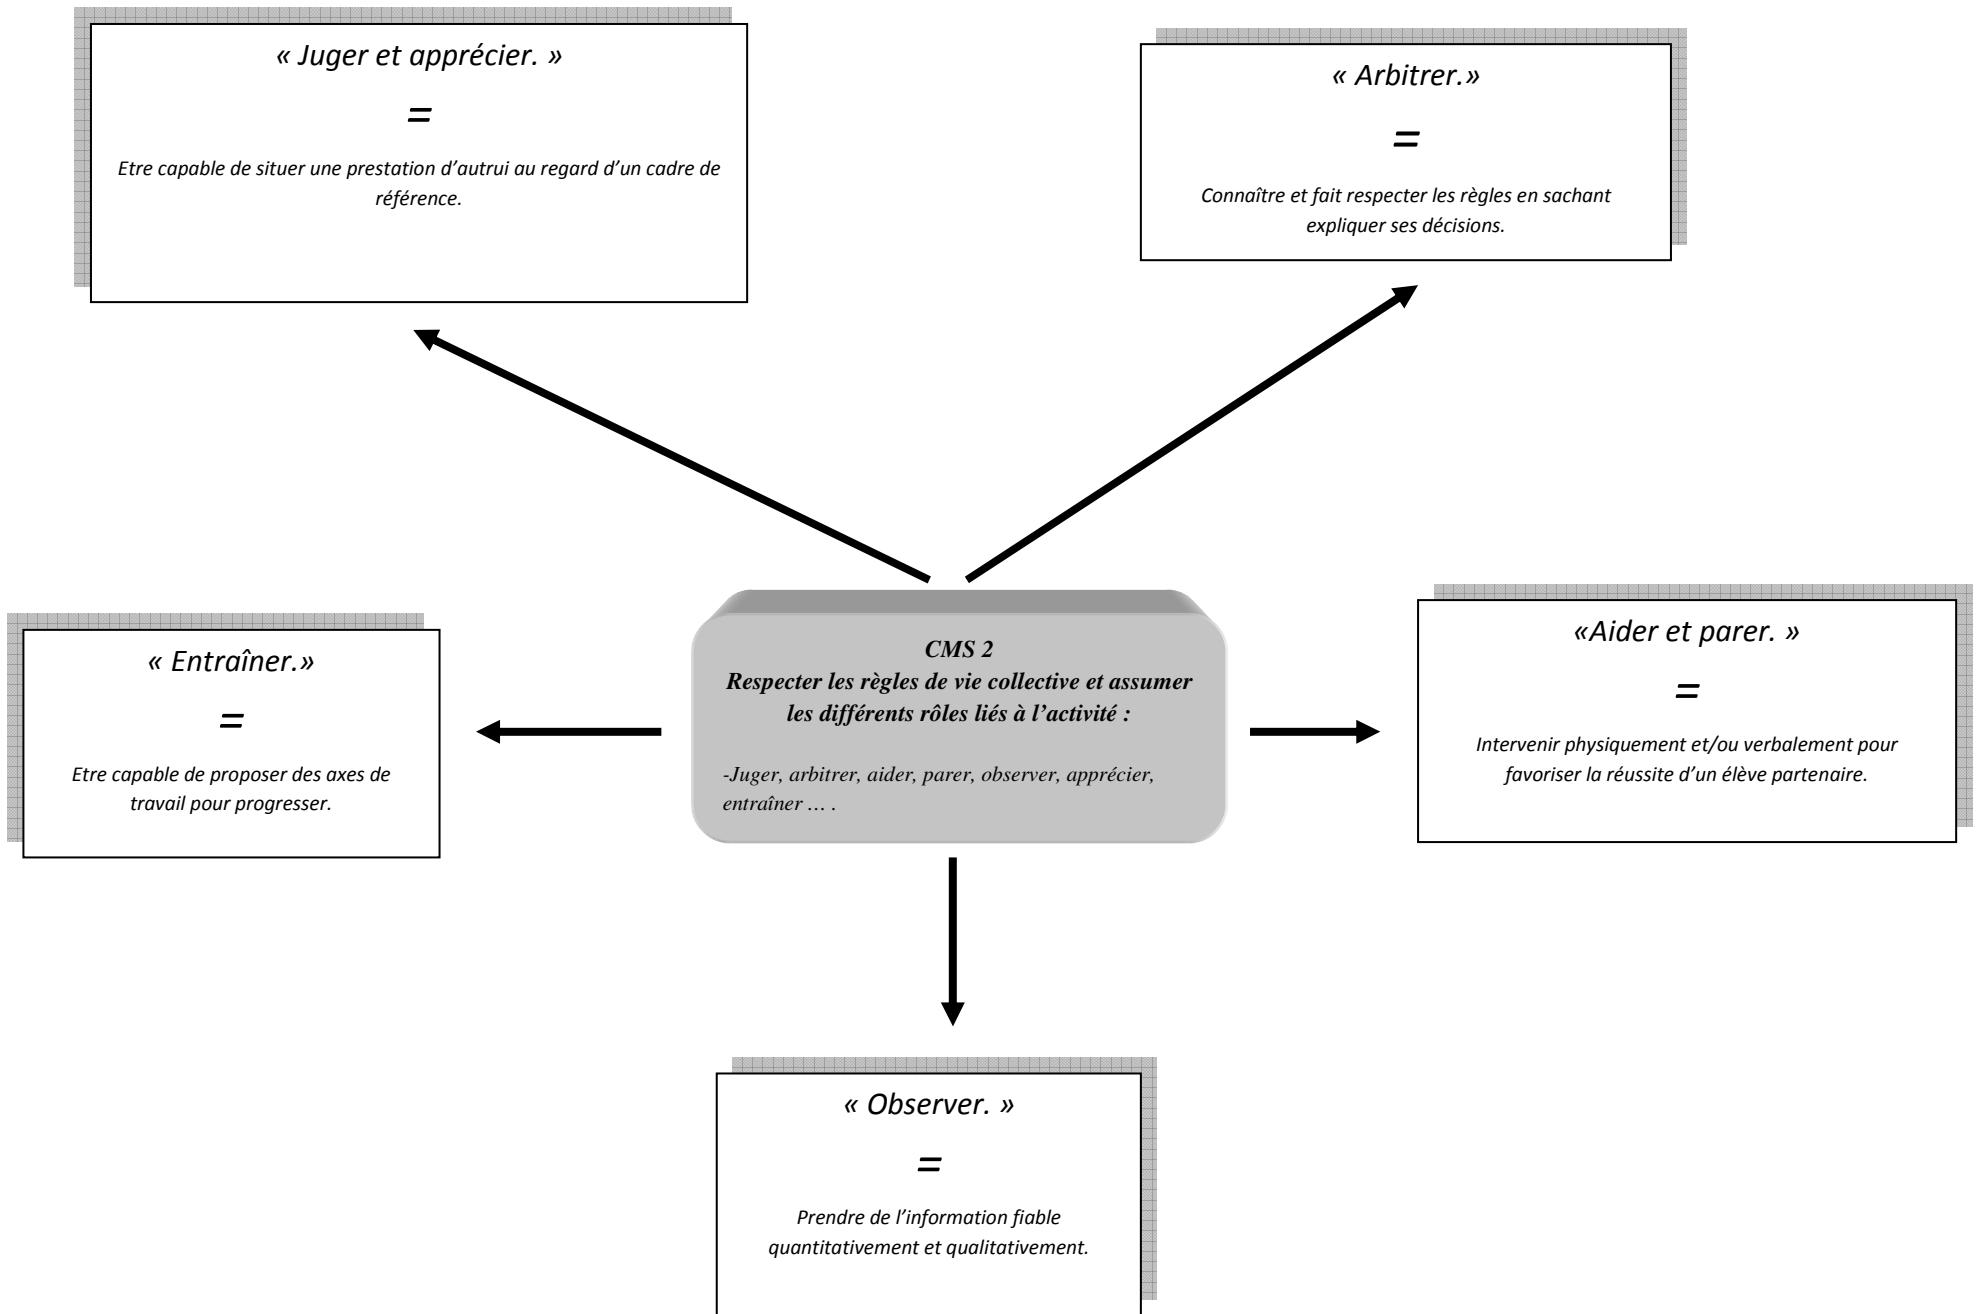 « Juger et apprécier. »
=
Etre capable de situer une prestation d’autrui au regard d’un cadre de
référence.
« Arbitrer.»
=
Connaître et fait respecter les règles en sachant
expliquer ses décisions.
« Entraîner.»
=
Etre capable de proposer des axes de
travail pour progresser.
CMS 2
Respecter les règles de vie collective et assumer
les différents rôles liés à l’activité :
-Juger, arbitrer, aider, parer, observer, apprécier,
entraîner … .
«Aider et parer. »
=
Intervenir physiquement et/ou verbalement pour
favoriser la réussite d’un élève partenaire.
« Observer. »
=
Prendre de l’information fiable
quantitativement et qualitativement.